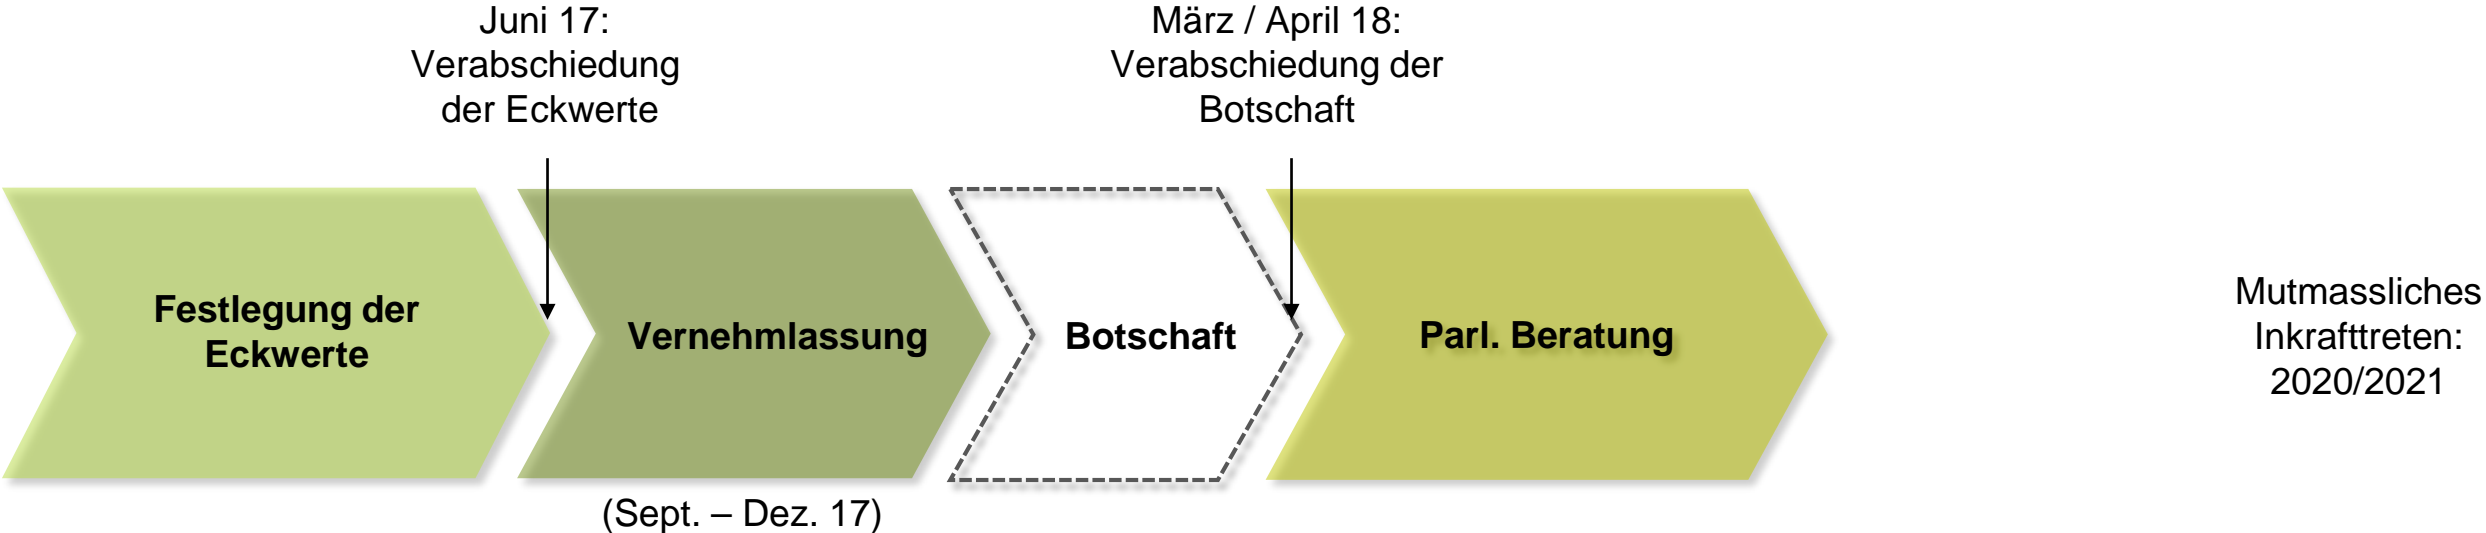 Juni 17:
Verabschiedung
der Eckwerte
März / April 18:
Verabschiedung der
Botschaft
Festlegung der
Eckwerte
Vernehmlassung
Botschaft
Parl. Beratung
Mutmassliches
Inkrafttreten:
2020/2021
(Sept. – Dez. 17)